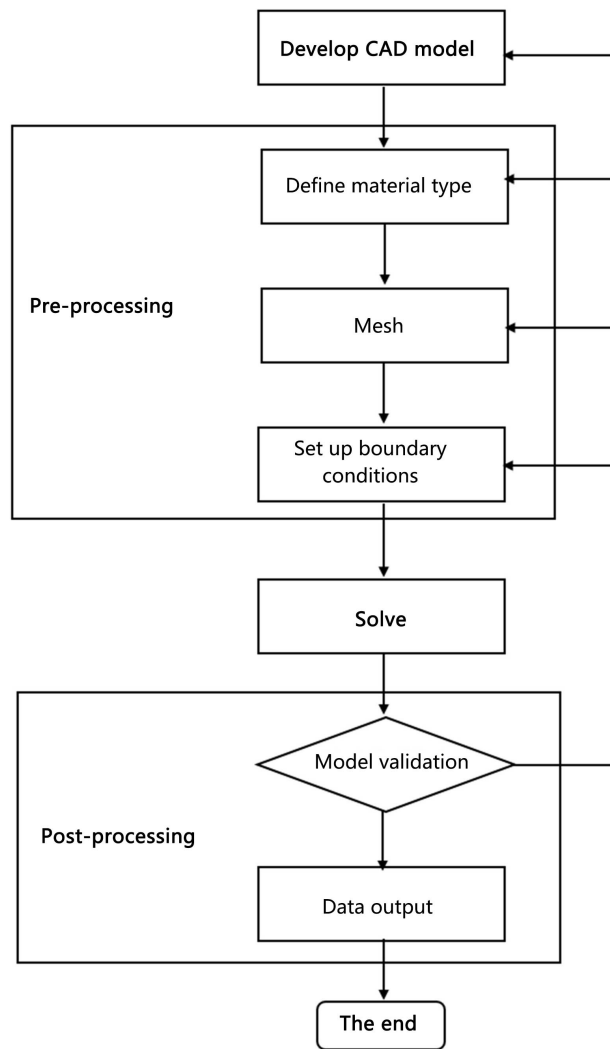 Develop CAD model
Define material type
Pre-processing
Mesh
Set up boundary
conditions
Solve
Model validation
Post-processing
Data output
The end